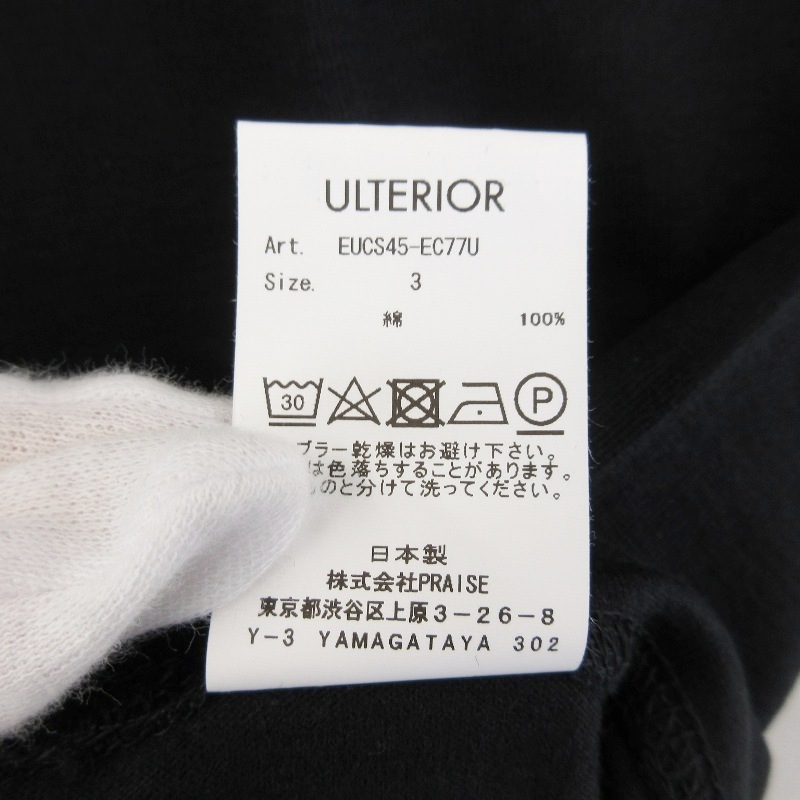 ULTERIOR
Art. EUCS45-EC77U
Size. 3
綿 100%
30 P
ブラー乾燥はお避け下さい。
は色落ちすることがあります。
のと分けて洗ってください。
日本製
株式会社PRAISE
東京都渋谷区上原3-26-8
Y-3 YAMAGATAYA 302